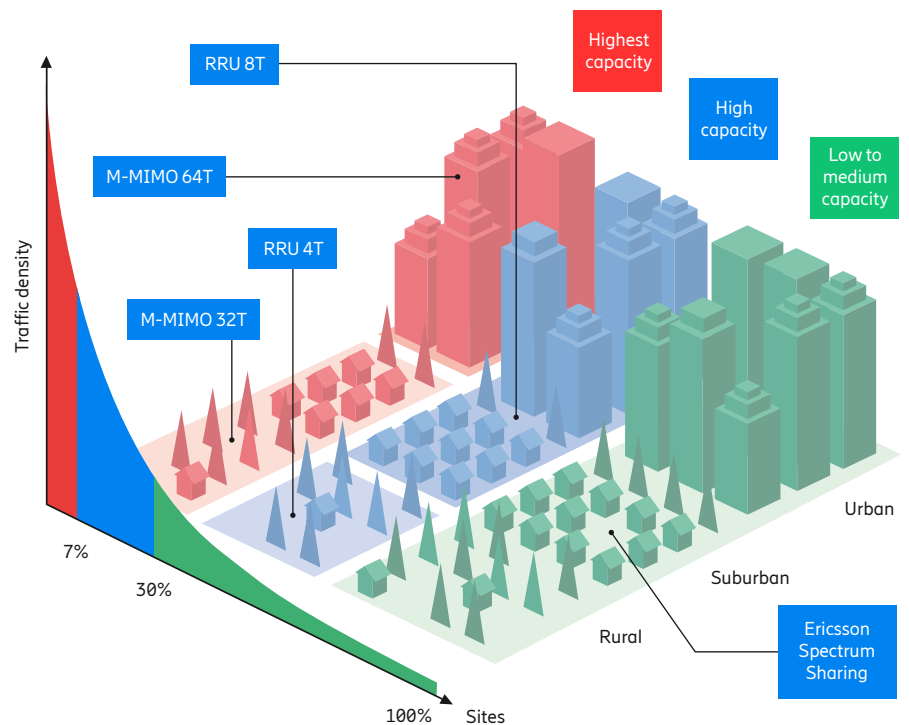 Highest
capacity
RRU 8T
High
capacity
Low to
medium
capacity
M-MIMO 64T
RRU 4T
M-MIMO 32T
Traffic density
7%
30%
100%
Sites
Urban
Suburban
Rural
Ericsson
Spectrum
Sharing